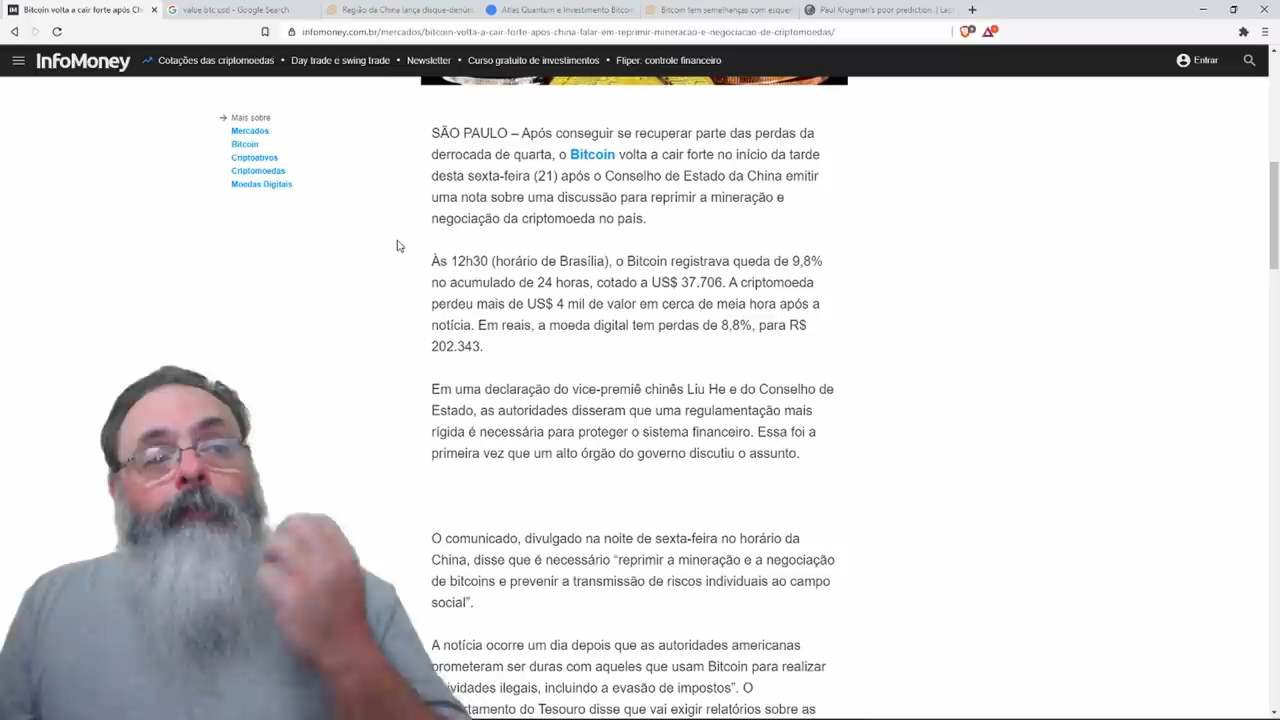 Bitcoin volta a cair forte após Ch
value btc usd - Google Search
Região da China lança disque-denún
Atlas Quantum e Investimento Bitcoin
Bitcoin tem semelhanças com esquem
Paul Krugman's poor prediction. | Lap
infomoney.com.br/mercados/bitcoin-volta-a-cair-forte-apos-china-falar-em-reprimir-mineracao-e-negociacao-de-criptomoedas/
InfoMoney
Cotações das criptomoedas • Day trade e swing trade • Newsletter • Curso gratuito de investimentos • Fliper: controle financeiro
Entrar
Mais sobre
Mercados
Bitcoin
Criptoativos
Criptomoedas
Moedas Digitais
SÃO PAULO – Após conseguir se recuperar parte das perdas da
derrocada de quarta, o Bitcoin volta a cair forte no início da tarde
desta sexta-feira (21) após o Conselho de Estado da China emitir
uma nota sobre uma discussão para reprimir a mineração e
negociação da criptomoeda no país.
Às 12h30 (horário de Brasília), o Bitcoin registrava queda de 9,8%
no acumulado de 24 horas, cotado a US$ 37.706. A criptomoeda
perdeu mais de US$ 4 mil de valor em cerca de meia hora após a
notícia. Em reais, a moeda digital tem perdas de 8,8%, para R$
202.343.
Em uma declaração do vice-premiê chinês Liu He e do Conselho de
Estado, as autoridades disseram que uma regulamentação mais
rígida é necessária para proteger o sistema financeiro. Essa foi a
primeira vez que um alto órgão do governo discutiu o assunto.
O comunicado, divulgado na noite de sexta-feira no horário da
China, disse que é necessário “reprimir a mineração e a negociação
de bitcoins e prevenir a transmissão de riscos individuais ao campo
social”.
A notícia ocorre um dia depois que as autoridades americanas
prometeram ser duras com aqueles que usam Bitcoin para realizar
ividades ilegais, incluindo a evasão de impostos”. O
stamento do Tesouro disse que vai exigir relatórios sobre as